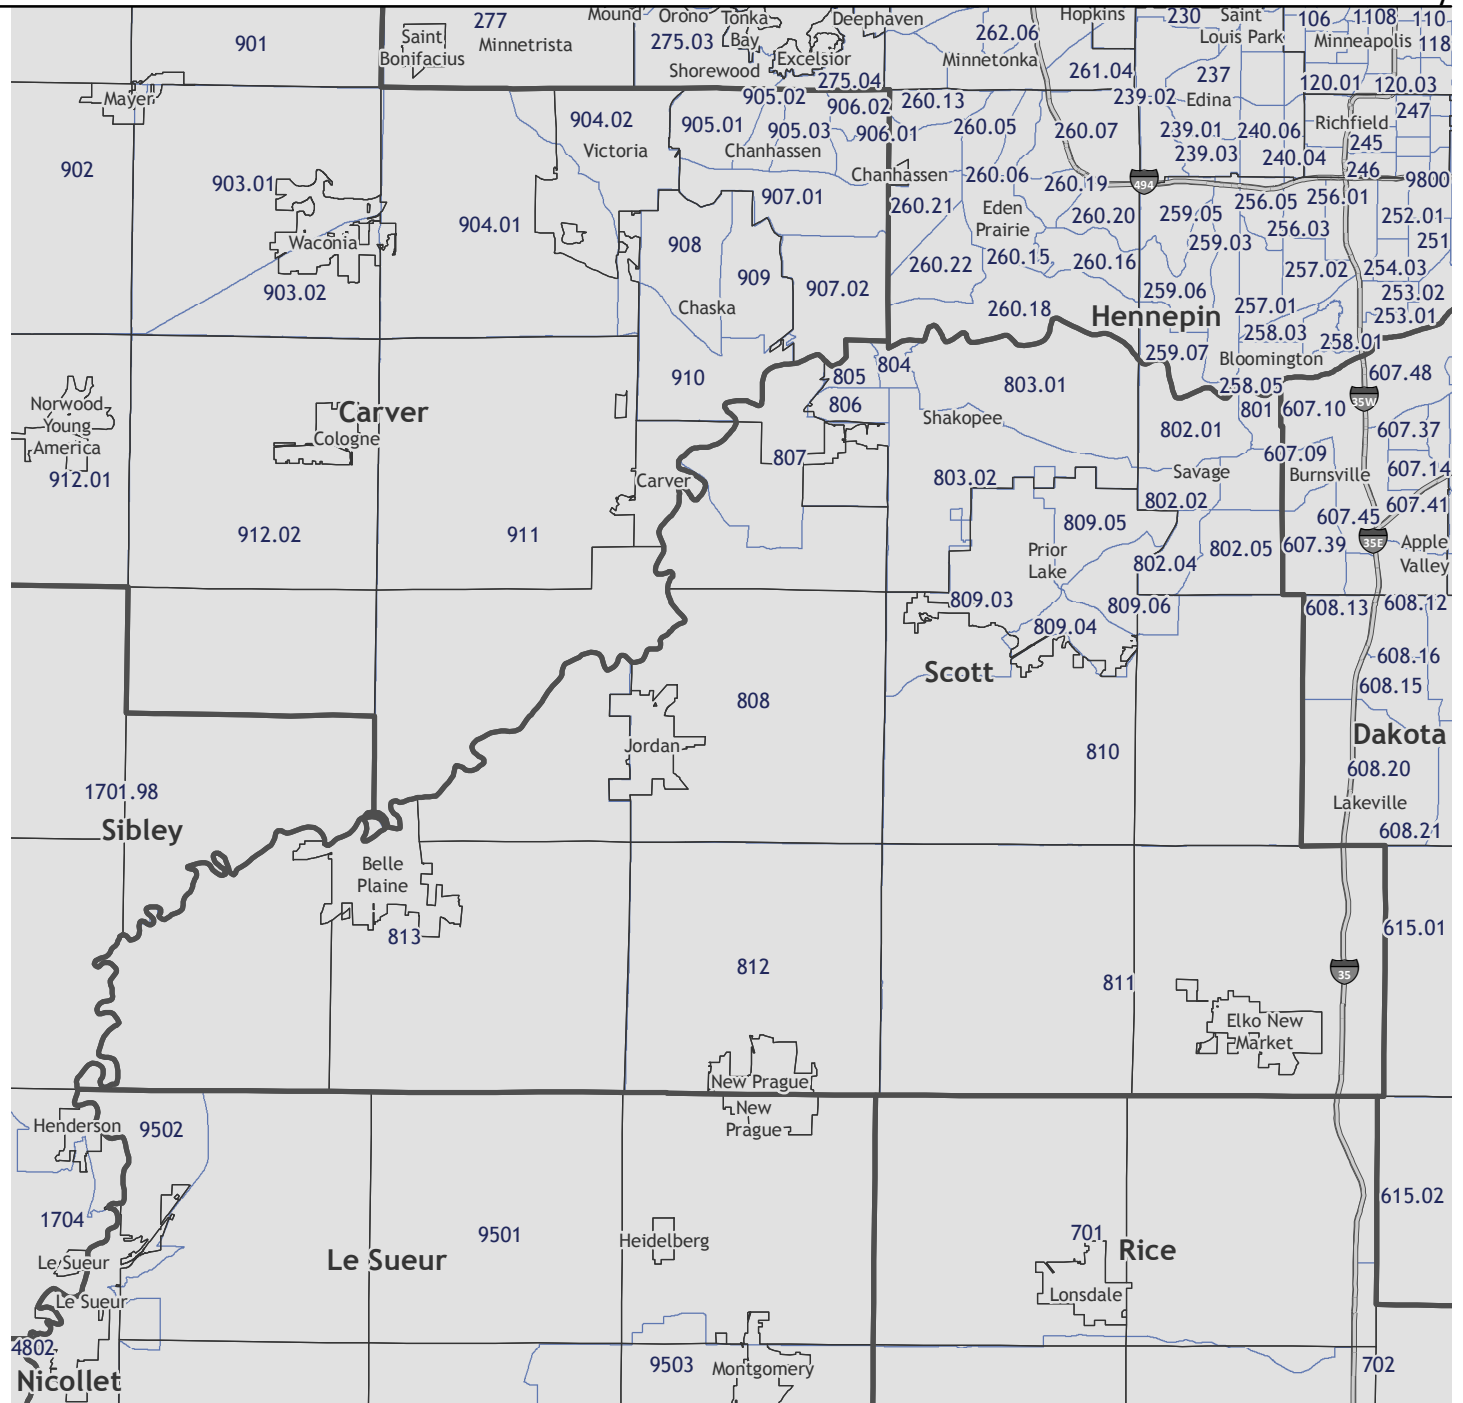 Mound
Orono
Tonka
Bay
Deephaven
Hopkins
230
Saint
Louis Park
106
1108
110
277
Saint
Bonifacius
901
Minnetrista
275.03
262.06
Minneapolis
118
Excelsior
Minnetonka
Shorewood
275.04
261.04
237
120.01
120.03
Mayer
905.02
906.02
260.13
239.02
Edina
247
904.02
905.01
905.03
906.01
260.05
260.07
239.01
240.06
Richfield
245
Victoria
Chanhassen
239.03
240.04
246
902
903.01
Chanhassen
260.06
260.19
494
9800
907.01
260.21
Eden
Prairie
260.20
259.05
256.05
256.01
252.01
904.01
256.03
Waconia
908
259.03
251
260.22
260.15
260.16
257.02
254.03
903.02
909
907.02
259.06
253.02
Chaska
260.18
Hennepin
257.01
253.01
258.03
258.01
259.07
Bloomington
804
805
910
803.01
258.05
607.48
35W
Norwood
Young
America
Carver
Cologne
806
Shakopee
801
607.10
802.01
607.37
807
607.09
912.01
Carver
803.02
Savage
Burnsville
607.14
802.02
607.41
912.02
911
809.05
607.45
Prior
Lake
802.05
607.39
35E
Apple
Valley
802.04
809.03
809.06
608.13
608.12
809.04
608.16
Scott
808
608.15
Jordan
810
Dakota
608.20
1701.98
Lakeville
Sibley
608.21
Belle
Plaine
813
615.01
812
811
35
Elko New
Market
New Prague
New
Prague
Henderson
9502
615.02
1704
9501
Heidelberg
701
Rice
Le Sueur
Le Sueur
Le Sueur
Lonsdale
4802
9503
Montgomery
702
Nicollet